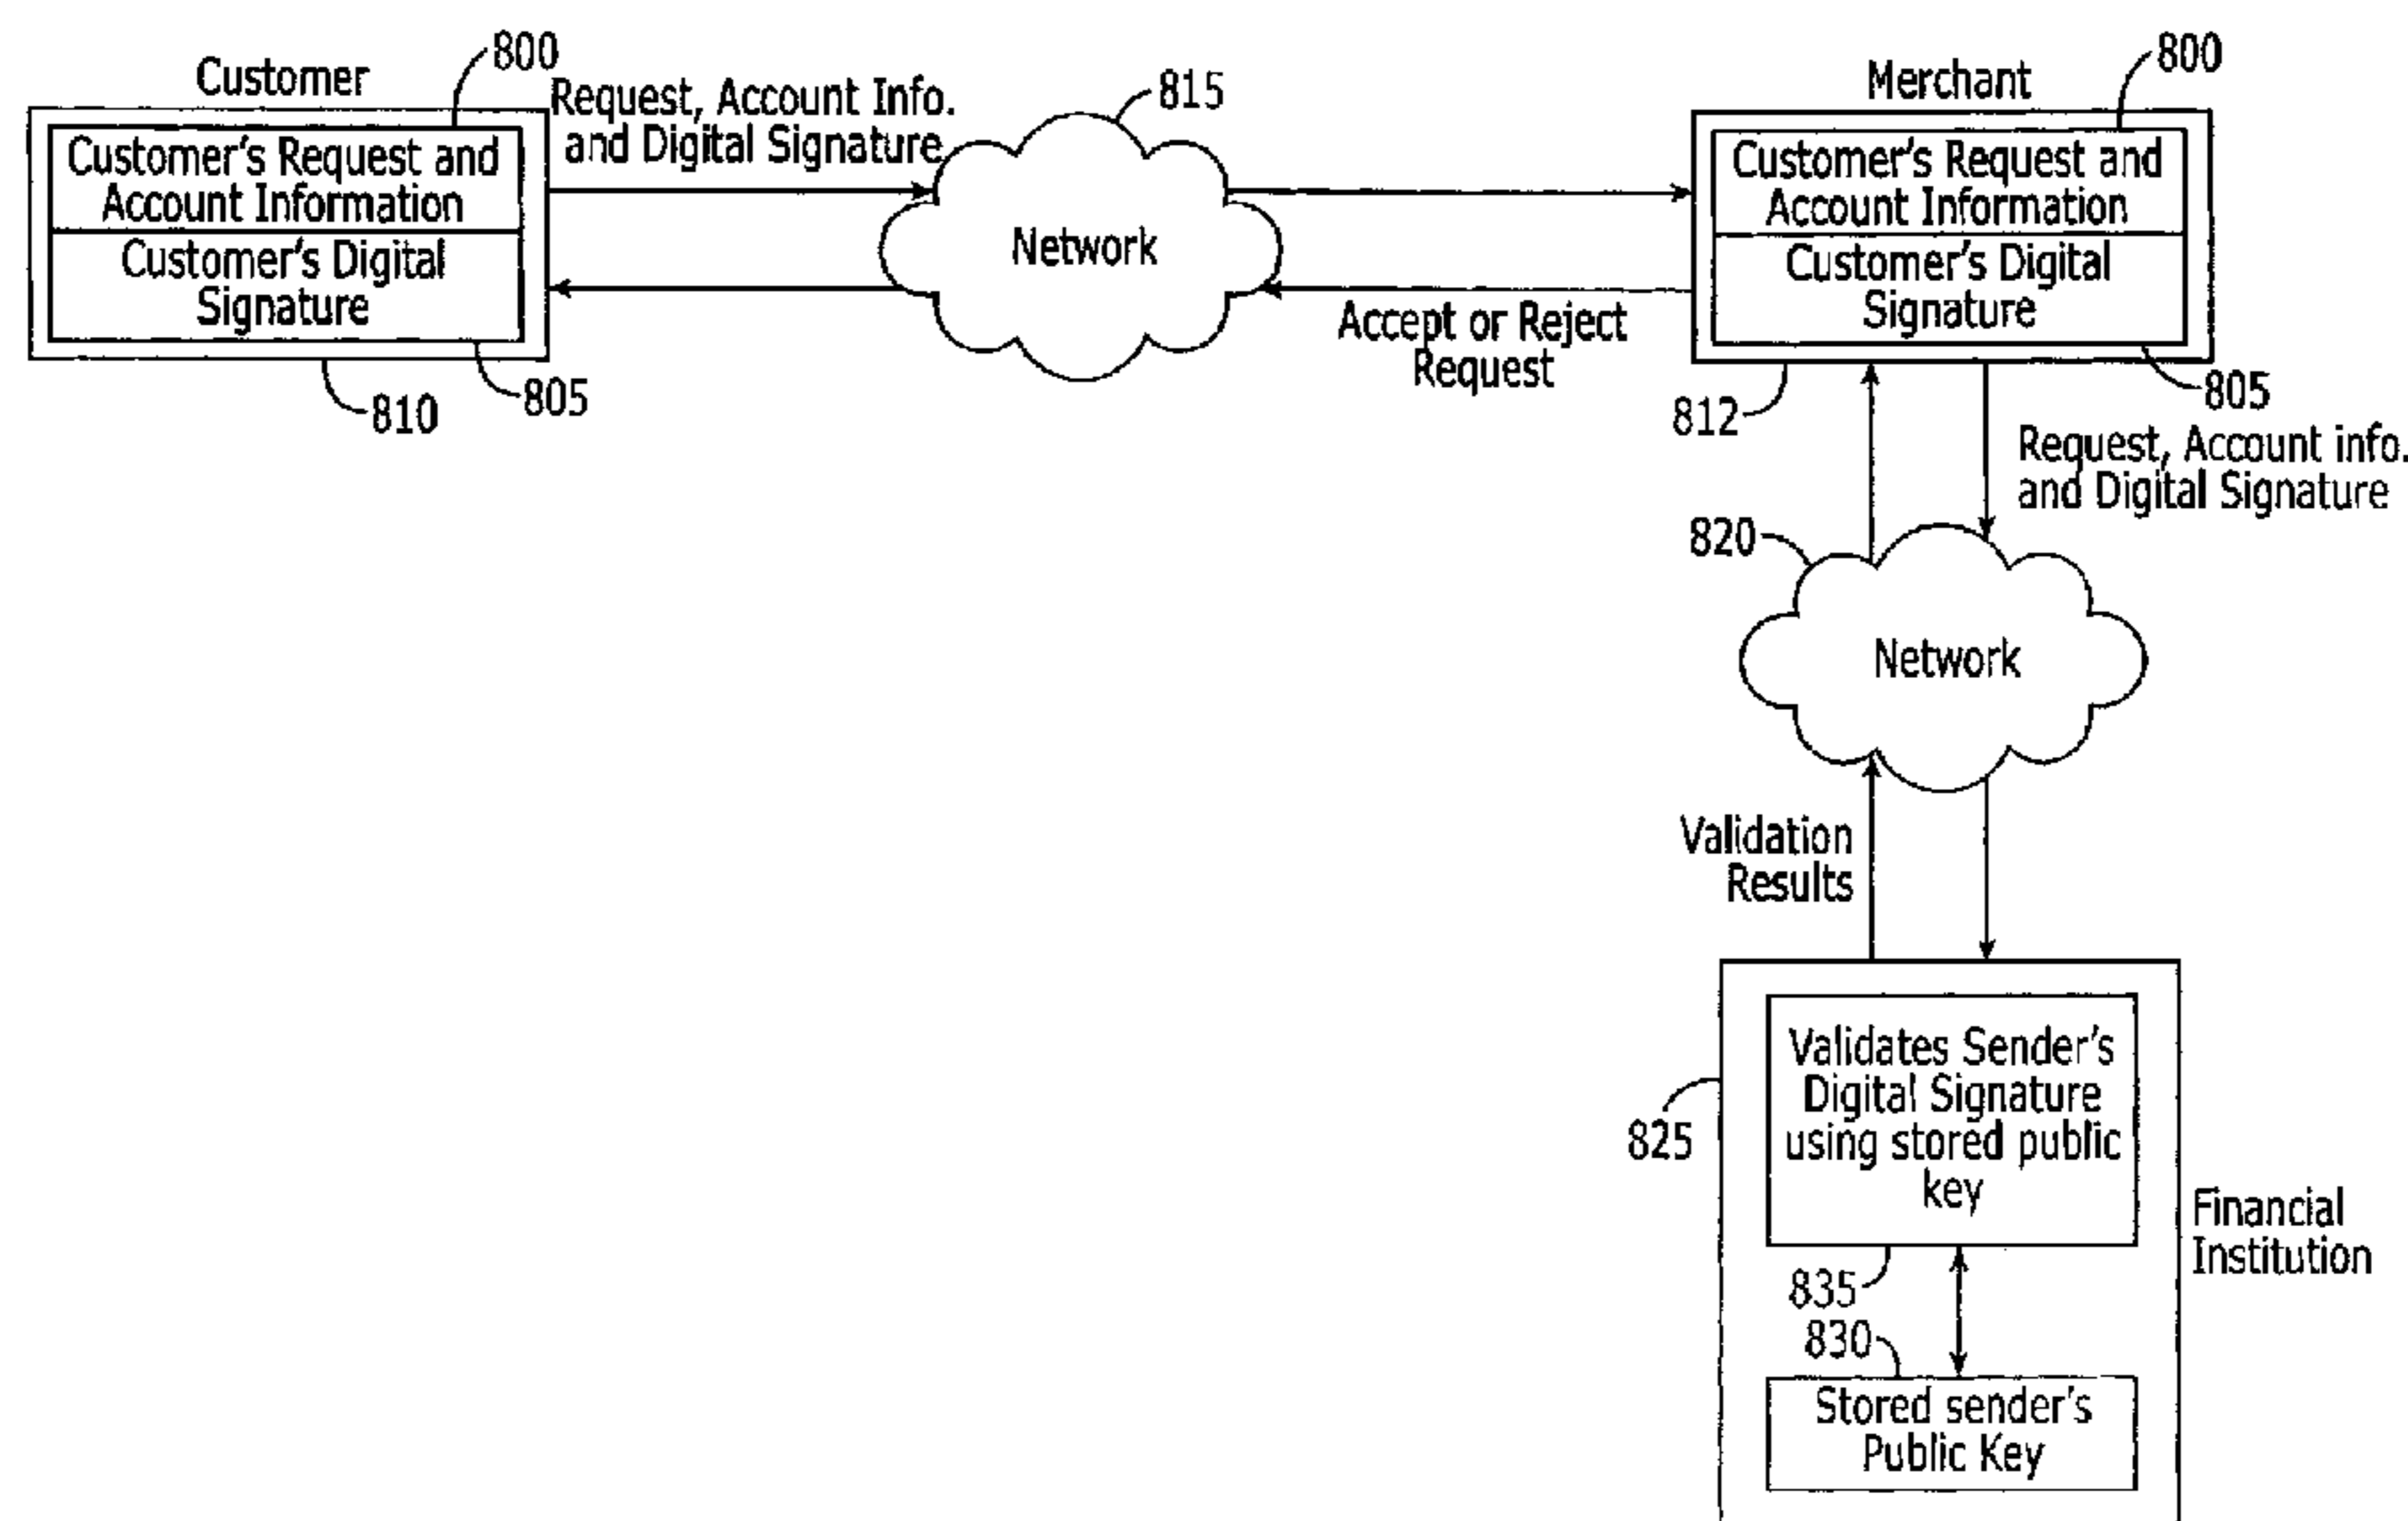 Customer
800
Customer's Request and
Account Information
Customer's Digital
Signature
810
805
Request, Account Info.
and Digital Signature
815
Network
Accept or Reject
Request
Merchant
800
Customer's Request and
Account Information
Customer's Digital
Signature
812
805
Request, Account info.
and Digital Signature
820
Network
Validation
Results
825
Validates Sender's
Digital Signature
using stored public
key
Financial
Institution
835
830
Stored sender's
Public Key